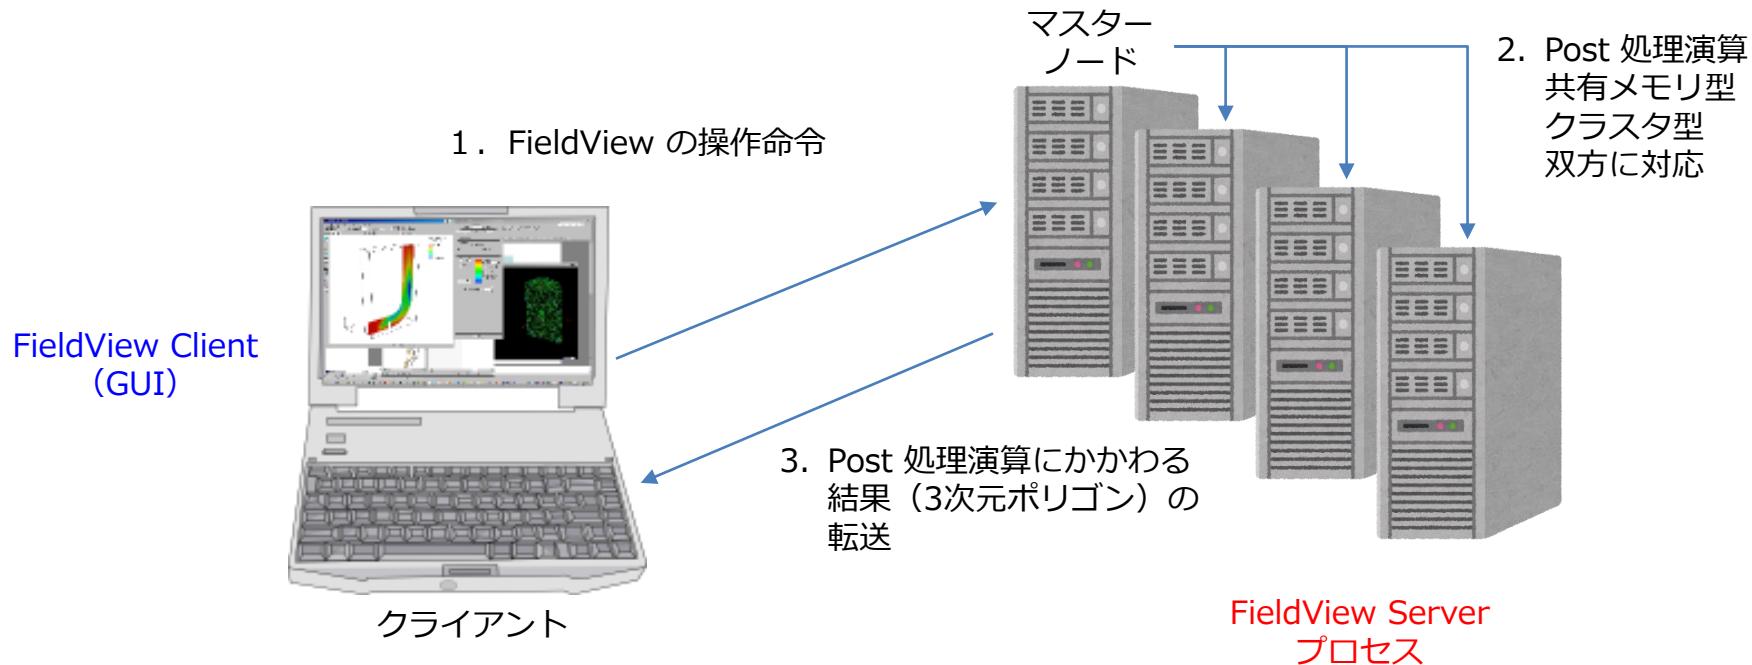 マスター
ノード
2. Post 処理演算
共有メモリ型
クラスタ型
双方に対応
1．FieldView の操作命令
FieldView Client
（GUI）
3. Post 処理演算にかかわる
結果（3次元ポリゴン）の
転送
クライアント
FieldView Server
プロセス